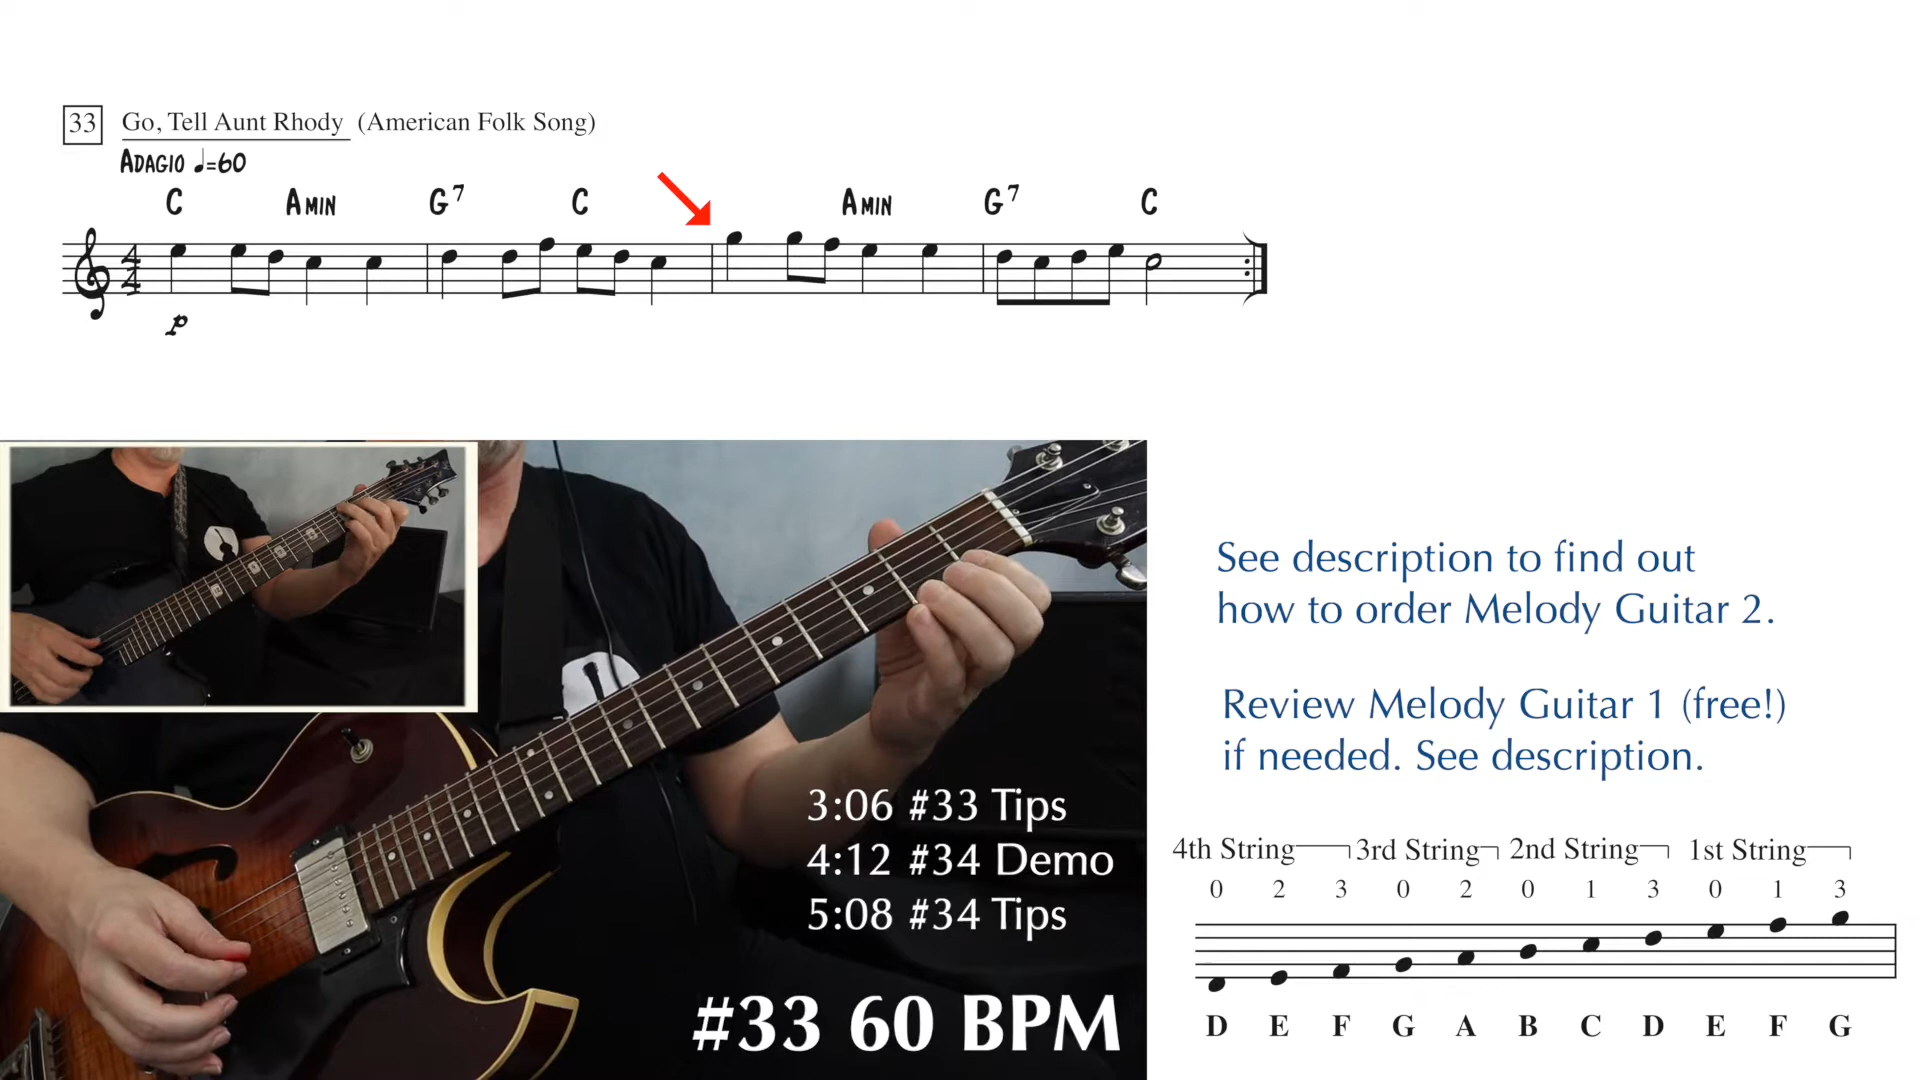 33 Go, Tell Aunt Rhody (American Folk Song)
ADAGIO ♩=60
C AMIN G7 C AMIN G7 C
4 4
p
See description to find out
how to order Melody Guitar 2.
Review Melody Guitar 1 (free!)
if needed. See description.
3:06 #33 Tips
4:12 #34 Demo
5:08 #34 Tips
#33 60 BPM
4th String 3rd String 2nd String 1st String
0 2 3 0 2 0 1 3 0 1 3
D E F G A B C D E F G